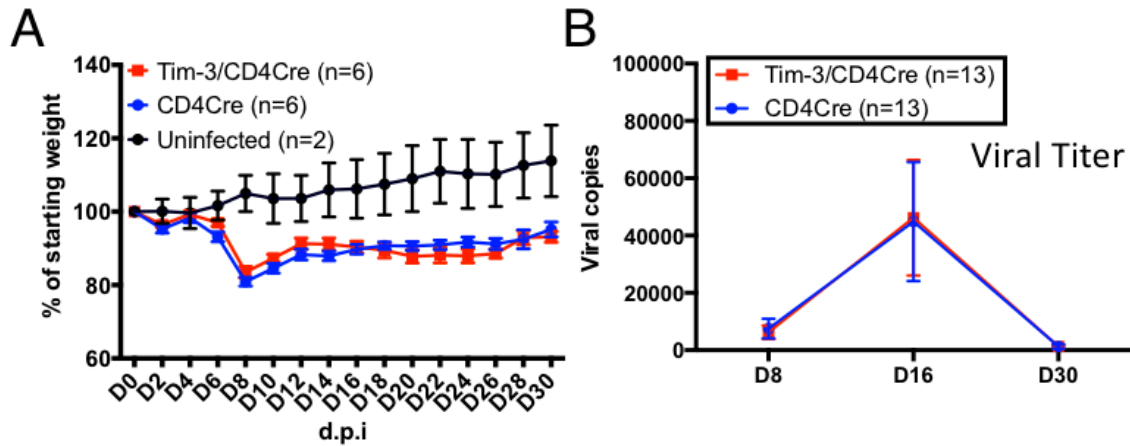 A
140
120
100
80
60
% of starting weight
Tim-3/CD4Cre (n=6)
CD4Cre (n=6)
Uninfected (n=2)
D0 D2 D4 D6 D8 D10 D12 D14 D16 D18 D20 D22 D24 D26 D28 D30
d.p.i
B
100000
80000
60000
40000
20000
0
Viral copies
Tim-3/CD4Cre (n=13)
CD4Cre (n=13)
Viral Titer
D8 D16 D30